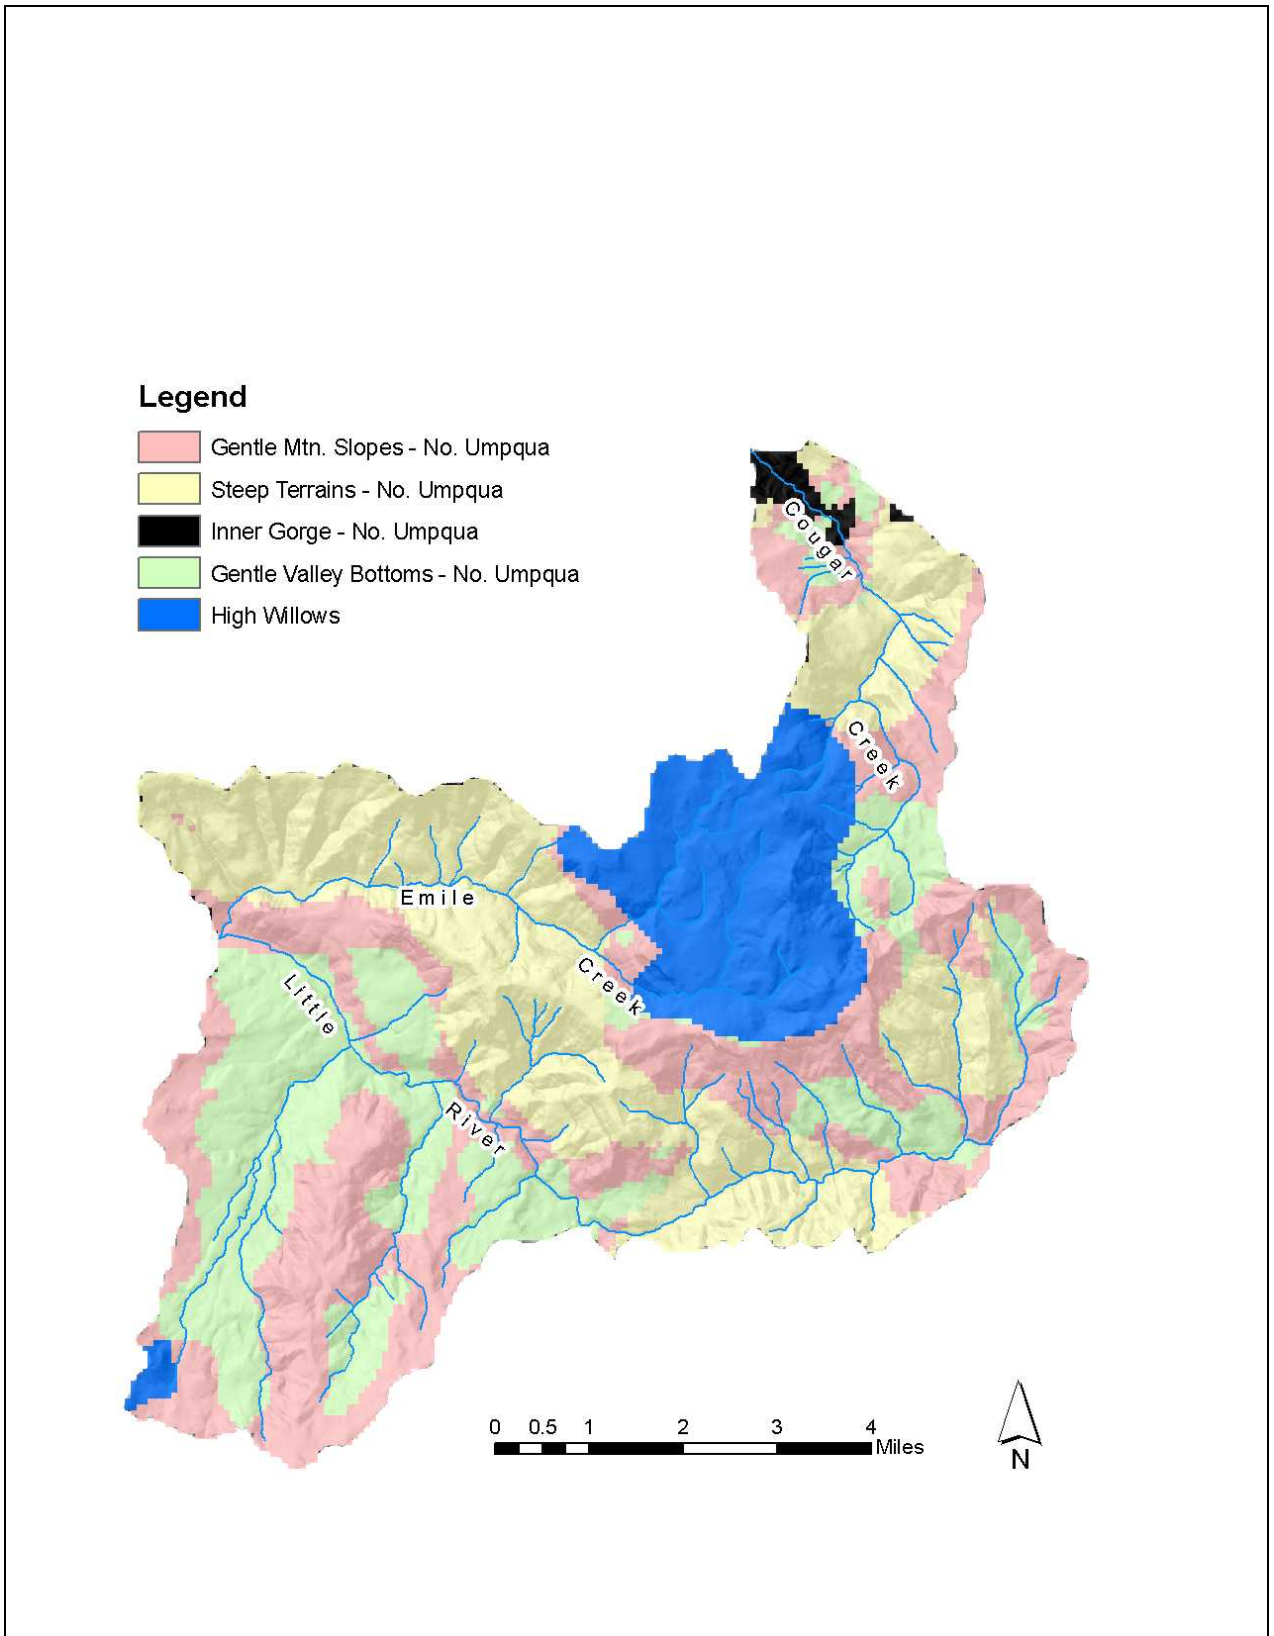 Legend
Gentle Mtn. Slopes - No. Umpqua
Steep Terrains - No. Umpqua
Inner Gorge - No. Umpqua
Gentle Valley Bottoms - No. Umpqua
High Willows
Cougar
Creek
Emile
Creek
Little
River
0 0.5 1 2 3 4
Miles
N